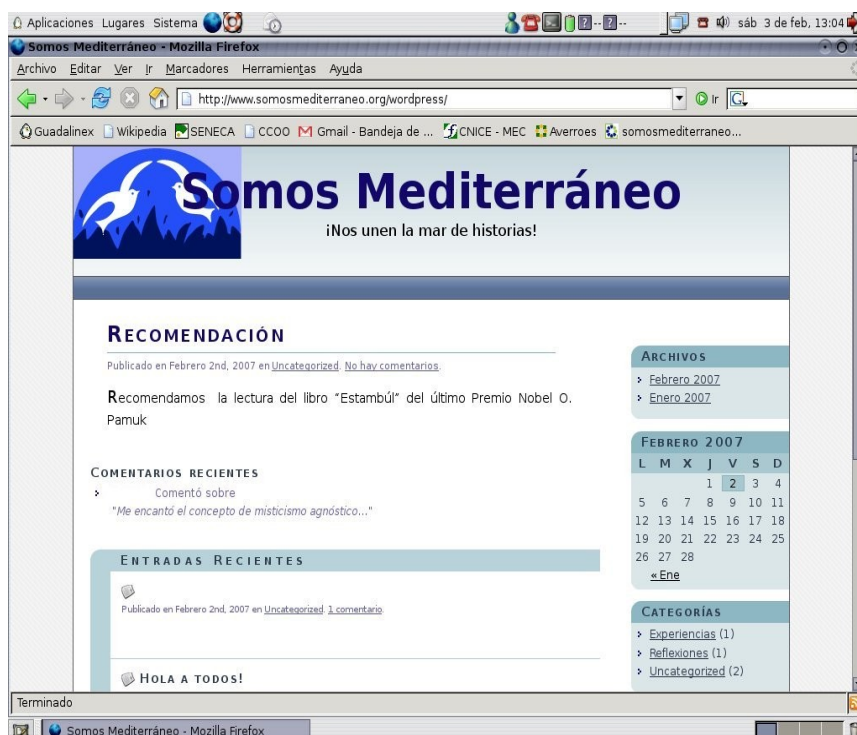 Aplicaciones Lugares Sistema sáb 3 de feb, 13:04
Somos Mediterráneo - Mozilla Firefox
Archivo Editar Ver Ir Marcadores Herramientas Ayuda
http://www.somosmediterraneo.org/wordpress/ Ir
Guadalinex Wikipedia SENECA CCOO Gmail - Bandeja de ... CNICE - MEC Averroes somosmediterraneo...
Somos Mediterráneo
¡Nos unen la mar de historias!
RECOMENDACIÓN
Publicado en Febrero 2nd, 2007 en Uncategorized. No hay comentarios.
Recomendamos la lectura del libro "Estambúl" del último Premio Nobel O.
Pamuk
COMENTARIOS RECIENTES
Comentó sobre
"Me encantó el concepto de misticismo agnóstico..."
ENTRADAS RECIENTES
Publicado en Febrero 2nd, 2007 en Uncategorized. 1 comentario.
HOLA A TODOS!
ARCHIVOS
Febrero 2007
Enero 2007
FEBRERO 2007
L M X J V S D
1 2 3 4
5 6 7 8 9 10 11
12 13 14 15 16 17 18
19 20 21 22 23 24 25
26 27 28
« Ene
CATEGORÍAS
Experiencias (1)
Reflexiones (1)
Uncategorized (2)
Terminado
Somos Mediterráneo - Mozilla Firefox